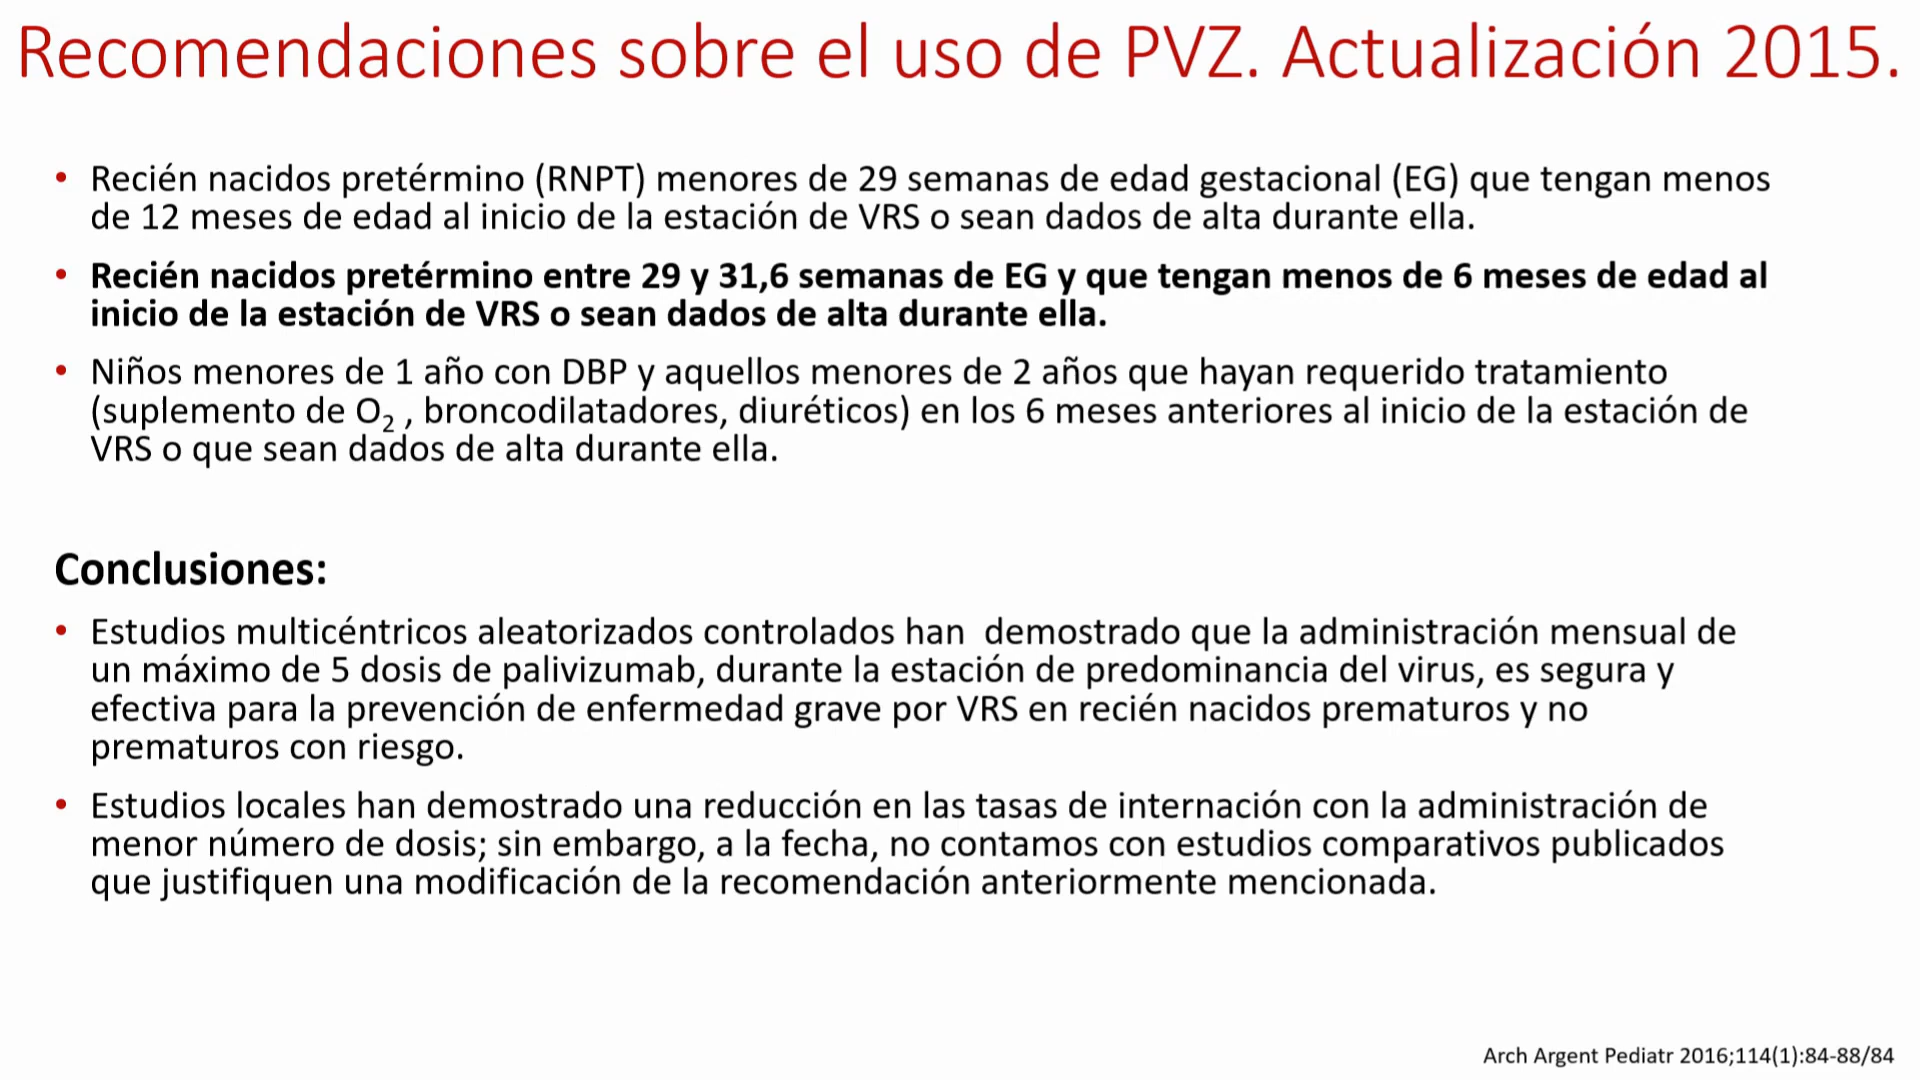 Recomendaciones sobre el uso de PVZ. Actualización 2015.
• Recién nacidos pretérmino (RNPT) menores de 29 semanas de edad gestacional (EG) que tengan menos
de 12 meses de edad al inicio de la estación de VRS o sean dados de alta durante ella.
• Recién nacidos pretérmino entre 29 y 31,6 semanas de EG y que tengan menos de 6 meses de edad al
inicio de la estación de VRS o sean dados de alta durante ella.
• Niños menores de 1 año con DBP y aquellos menores de 2 años que hayan requerido tratamiento
(suplemento de O₂ , broncodilatadores, diuréticos) en los 6 meses anteriores al inicio de la estación de
VRS o que sean dados de alta durante ella.
Conclusiones:
• Estudios multicéntricos aleatorizados controlados han demostrado que la administración mensual de
un máximo de 5 dosis de palivizumab, durante la estación de predominancia del virus, es segura y
efectiva para la prevención de enfermedad grave por VRS en recién nacidos prematuros y no
prematuros con riesgo.
• Estudios locales han demostrado una reducción en las tasas de internación con la administración de
menor número de dosis; sin embargo, a la fecha, no contamos con estudios comparativos publicados
que justifiquen una modificación de la recomendación anteriormente mencionada.
Arch Argent Pediatr 2016;114(1):84-88/84